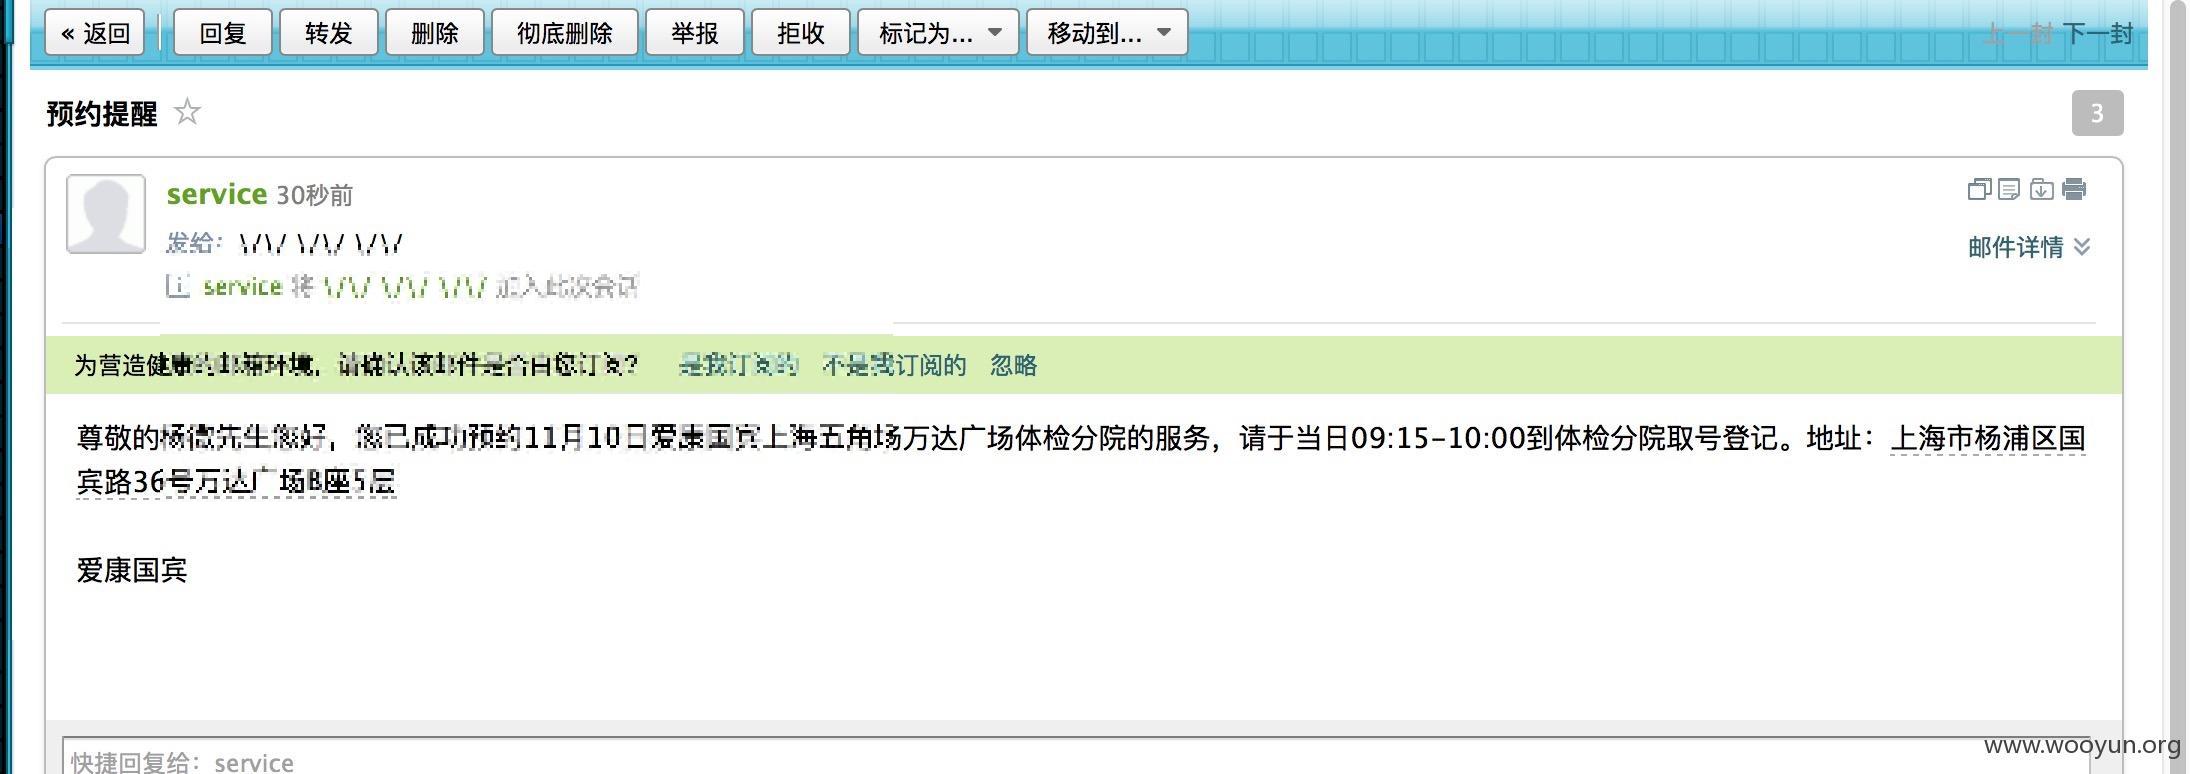 « 返回 回复 转发 删除 彻底删除 举报 拒收 标记为... 移动到... 上一封 下一封
预约提醒 3
service 30秒前
发给：
邮件详情
service 将 加入此次会话
为营造健康的邮箱环境，请确认该邮件是否由您订阅？ 是我订阅的 不是我订阅的 忽略
尊敬的杨微先生您好，您已成功预约11月10日爱康国宾上海五角场万达广场体检分院的服务，请于当日09:15-10:00到体检分院取号登记。地址：上海市杨浦区国
宾路36号万达广场B座5层
爱康国宾
快捷回复给：service
www.wooyun.org